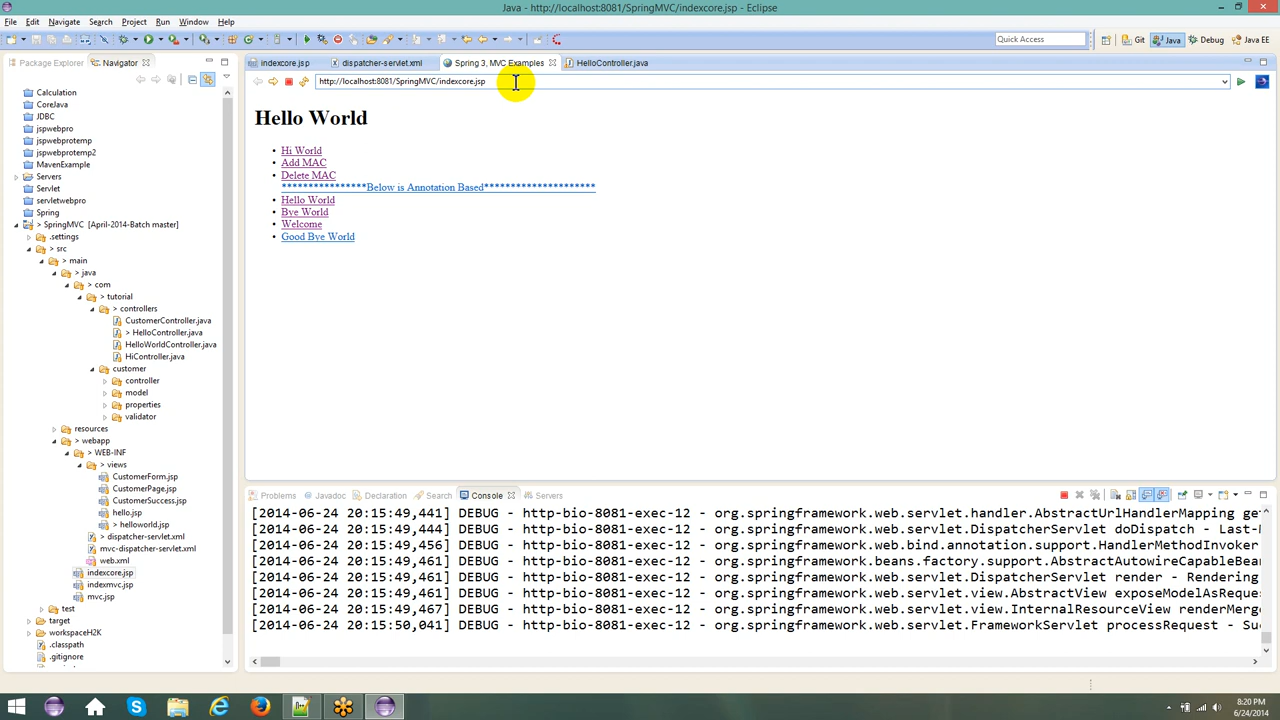 Java - http://localhost:8081/SpringMVC/indexcore.jsp - Eclipse
File Edit Navigate Search Project Run Window Help
Quick Access
Git Java Debug Java EE
Package Explorer Navigator
indexcore.jsp dispatcher-servlet.xml Spring 3, MVC Examples HelloController.java
http://localhost:8081/SpringMVC/indexcore.jsp
Calculation
CoreJava
JDBC
jspwebpro
jspwebprotemp
jspwebprotemp2
MavenExample
Servers
Servlet
servletwebpro
Spring
> SpringMVC [April-2014-Batch master]
.settings
> src
> main
> java
> com
> tutorial
> controllers
CustomerController.java
> HelloController.java
HelloWorldController.java
HiController.java
customer
controller
model
properties
validator
resources
> webapp
> WEB-INF
> views
CustomerForm.jsp
CustomerPage.jsp
CustomerSuccess.jsp
hello.jsp
> helloworld.jsp
> dispatcher-servlet.xml
mvc-dispatcher-servlet.xml
web.xml
indexcore.jsp
indexmvc.jsp
mvc.jsp
test
target
workspaceH2K
.classpath
.gitignore
Hello World
• Hi World
• Add MAC
• Delete MAC
****************Below is Annotation Based*********************
• Hello World
• Bye World
• Welcome
• Good Bye World
Problems Javadoc Declaration Search Console Servers
[2014-06-24 20:15:49,441] DEBUG - http-bio-8081-exec-12 - org.springframework.web.servlet.handler.AbstractUrlHandlerMapping ge
[2014-06-24 20:15:49,444] DEBUG - http-bio-8081-exec-12 - org.springframework.web.servlet.DispatcherServlet doDispatch - Last-
[2014-06-24 20:15:49,456] DEBUG - http-bio-8081-exec-12 - org.springframework.web.bind.annotation.support.HandlerMethodInvoker
[2014-06-24 20:15:49,461] DEBUG - http-bio-8081-exec-12 - org.springframework.beans.factory.support.AbstractAutowireCapableBea
[2014-06-24 20:15:49,461] DEBUG - http-bio-8081-exec-12 - org.springframework.web.servlet.DispatcherServlet render - Rendering
[2014-06-24 20:15:49,461] DEBUG - http-bio-8081-exec-12 - org.springframework.web.servlet.view.AbstractView exposeModelAsReque
[2014-06-24 20:15:49,467] DEBUG - http-bio-8081-exec-12 - org.springframework.web.servlet.view.InternalResourceView renderMerg
[2014-06-24 20:15:50,041] DEBUG - http-bio-8081-exec-12 - org.springframework.web.servlet.FrameworkServlet processRequest - Su
8:20 PM
6/24/2014